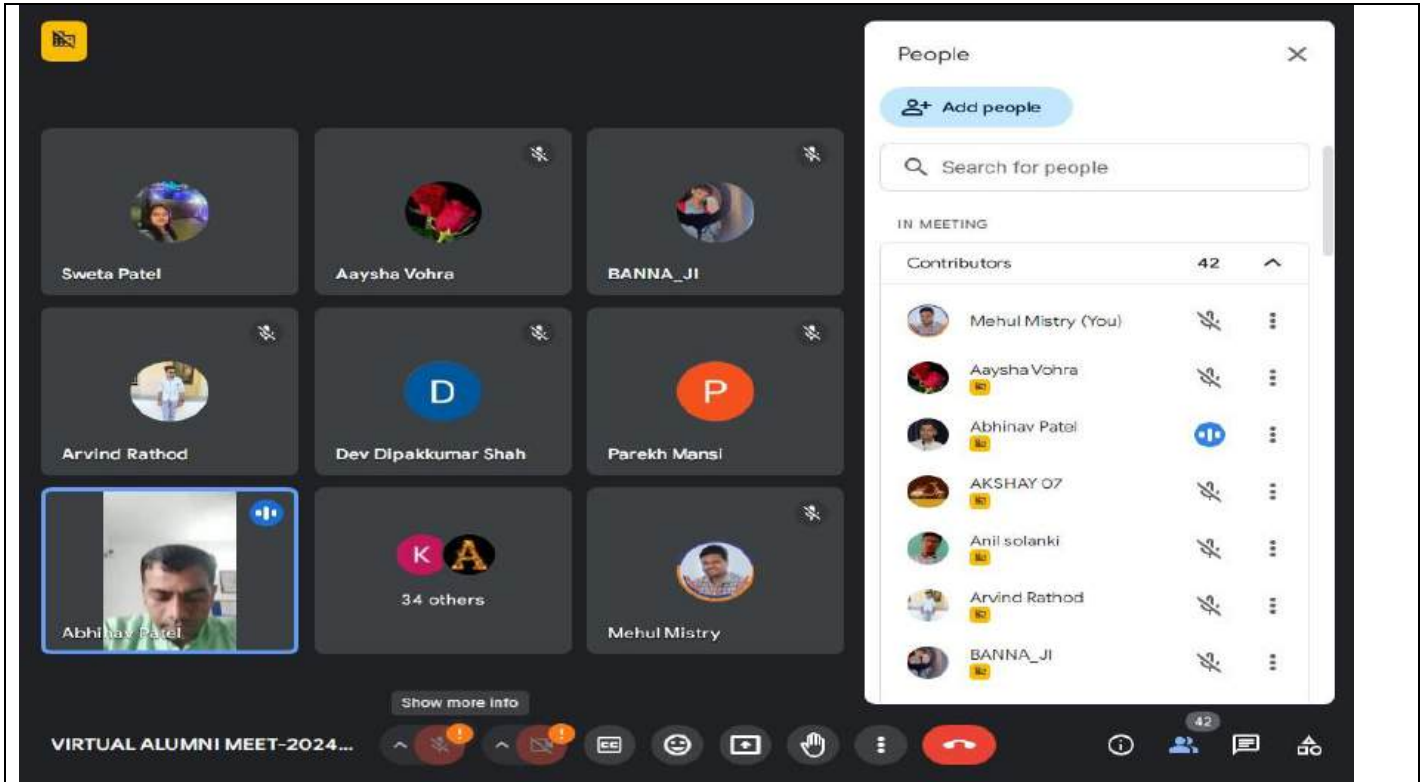 Sweta Patel
Aaysha Vohra
BANNA_JI
Arvind Rathod
D
Dev Dipakkumar Shah
P
Parekh Mansi
Abhinav Patel
K A
34 others
Mehul Mistry
Show more info
VIRTUAL ALUMNI MEET-2024...
CC
42
People
Add people
Search for people
IN MEETING
Contributors 42
Mehul Mistry (You)
Aaysha Vohra
Abhinav Patel
AKSHAY 07
Anil solanki
Arvind Rathod
BANNA_JI